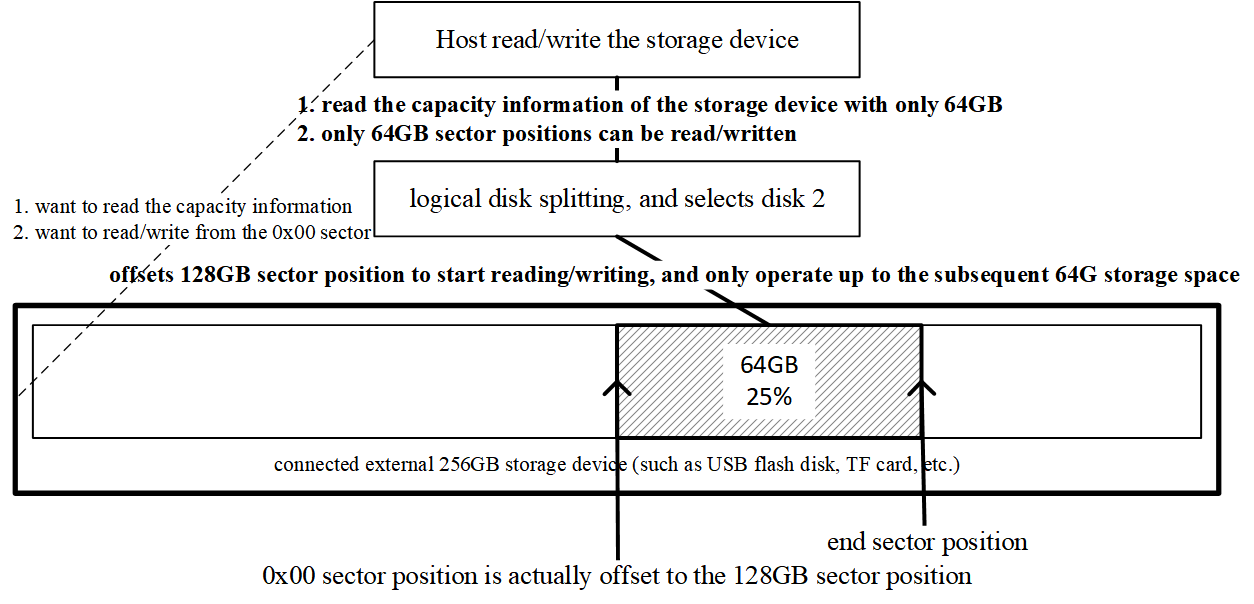 Host read/write the storage device
1. read the capacity information of the storage device with only 64GB
2. only 64GB sector positions can be read/written
logical disk splitting, and selects disk 2
1. want to read the capacity information
2. want to read/write from the 0x00 sector
offsets 128GB sector position to start reading/writing, and only operate up to the subsequent 64G storage space
64GB
25%
connected external 256GB storage device (such as USB flash disk, TF card, etc.)
end sector position
0x00 sector position is actually offset to the 128GB sector position